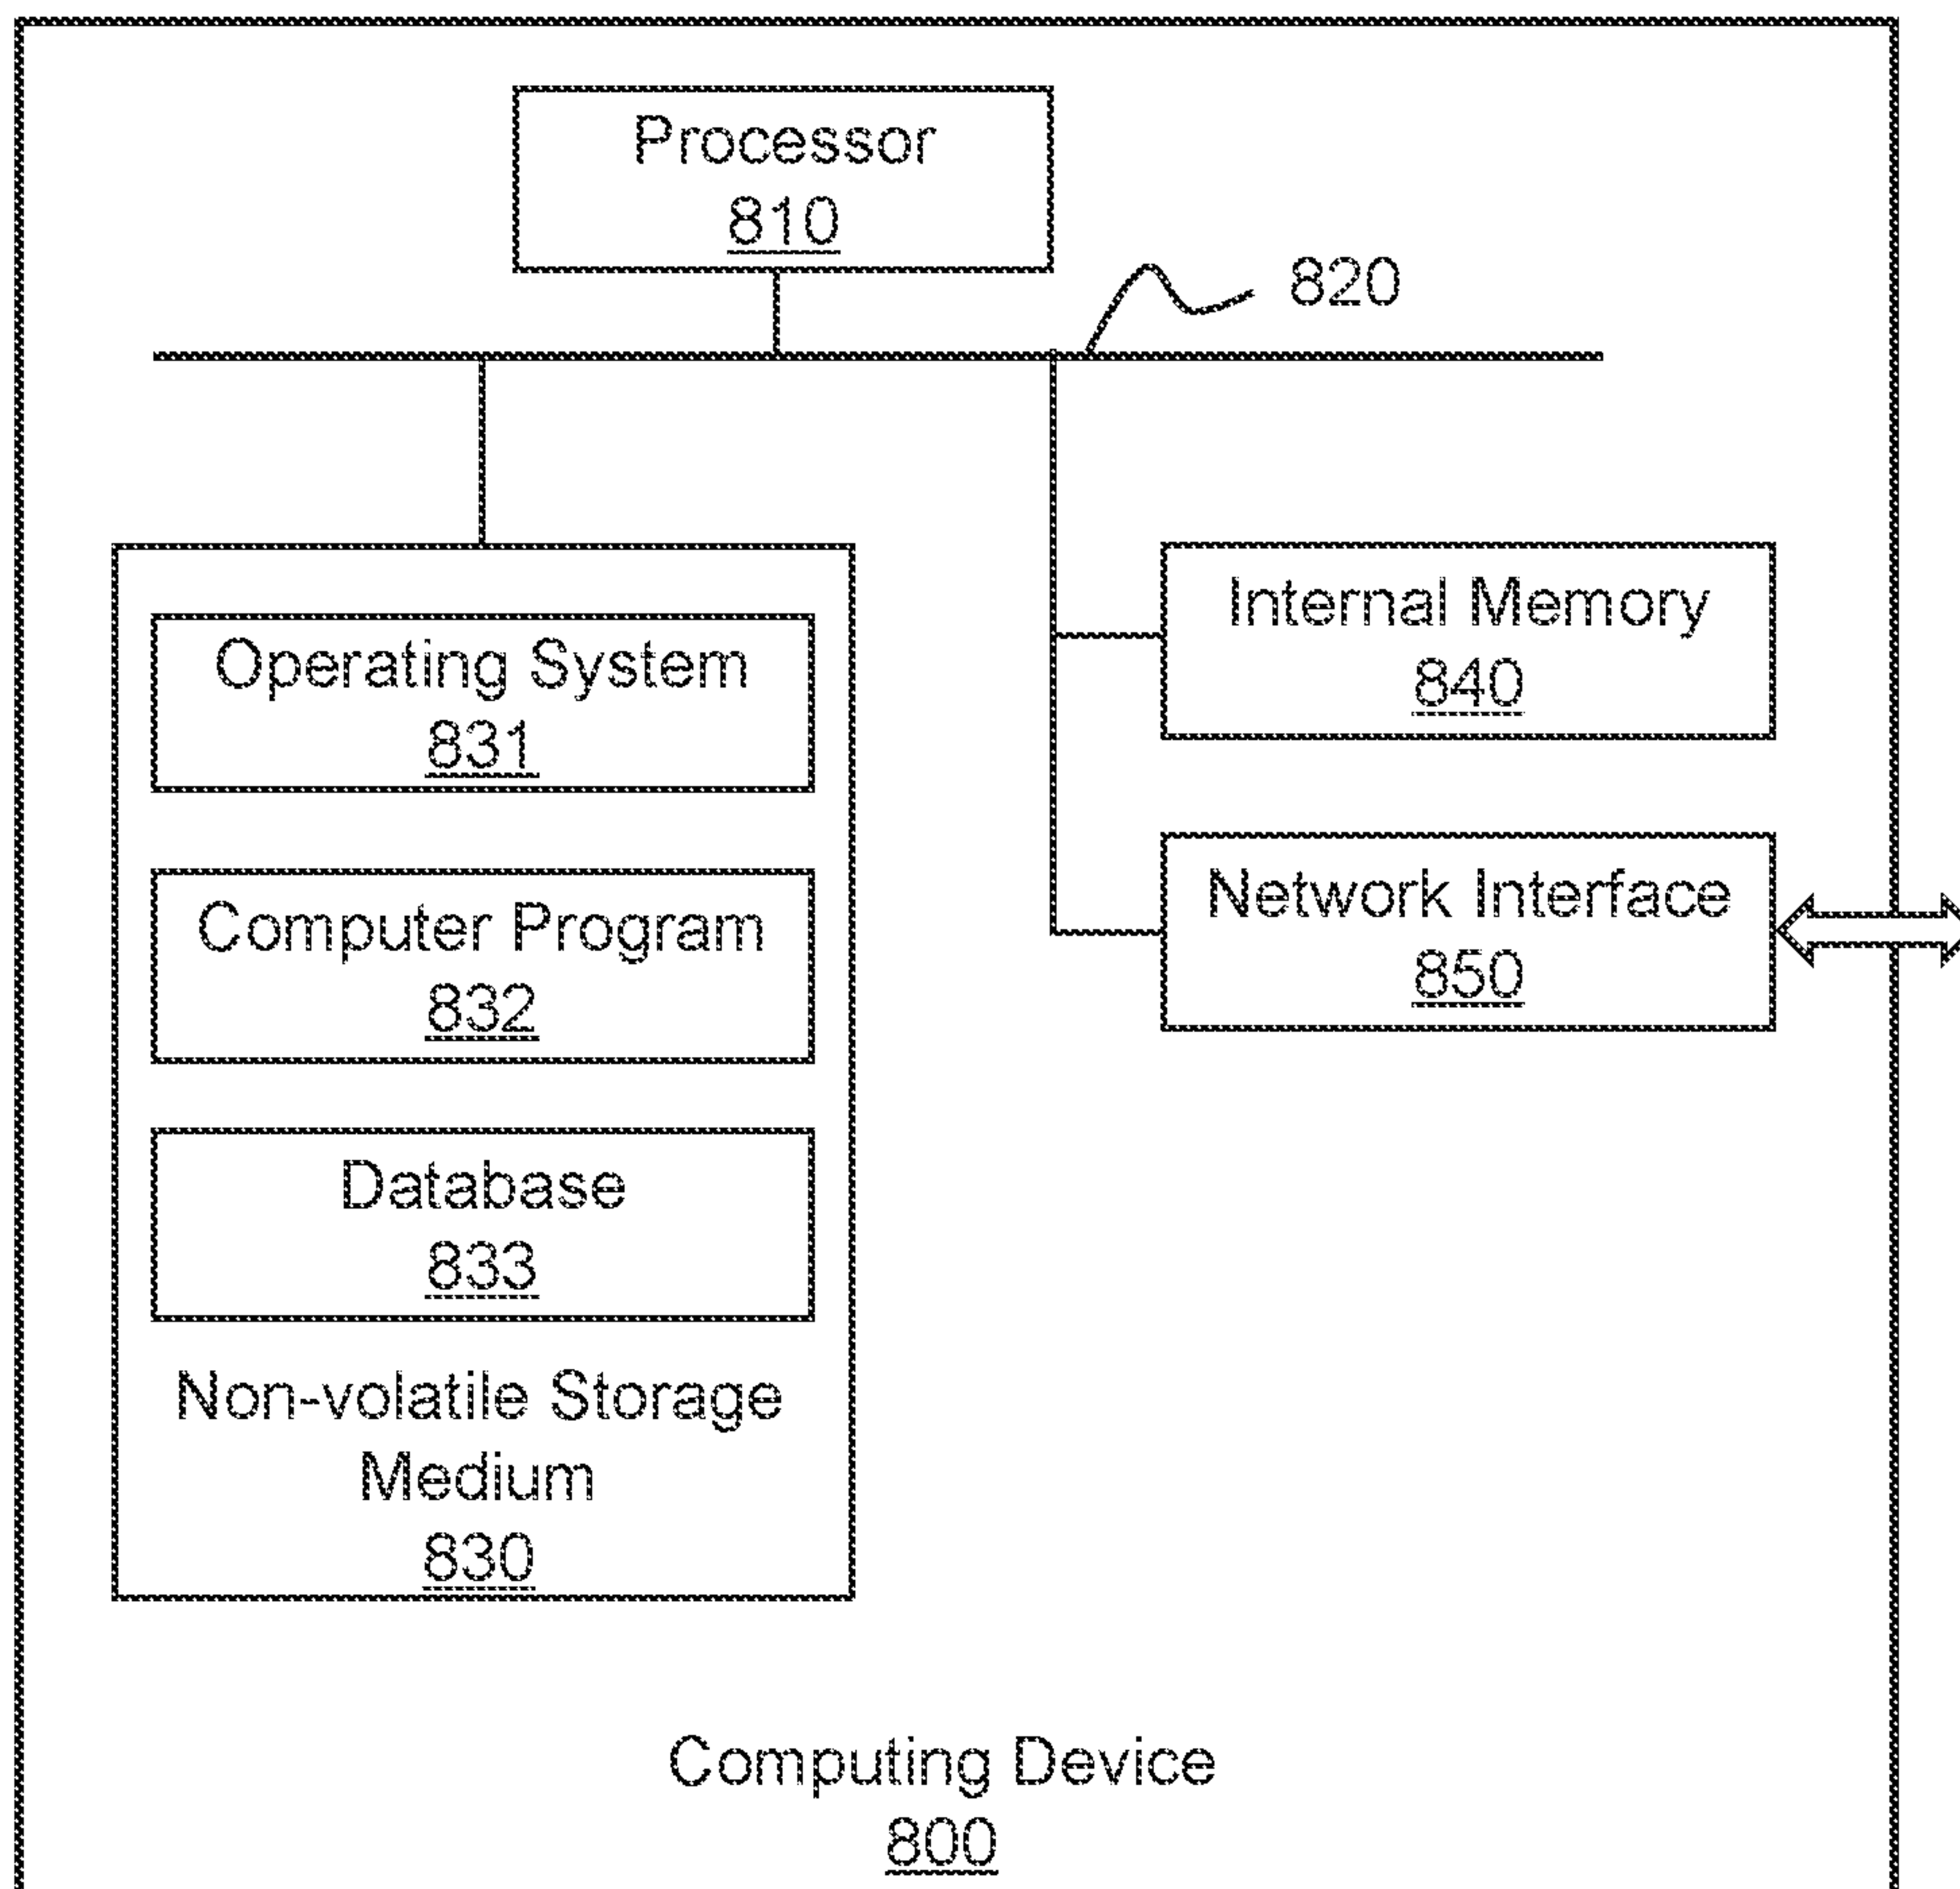 Processor
810
820
Operating System
831
Internal Memory
840
Computer Program
832
Network Interface
850
Database
833
Non-volatile Storage
Medium
830
Computing Device
800